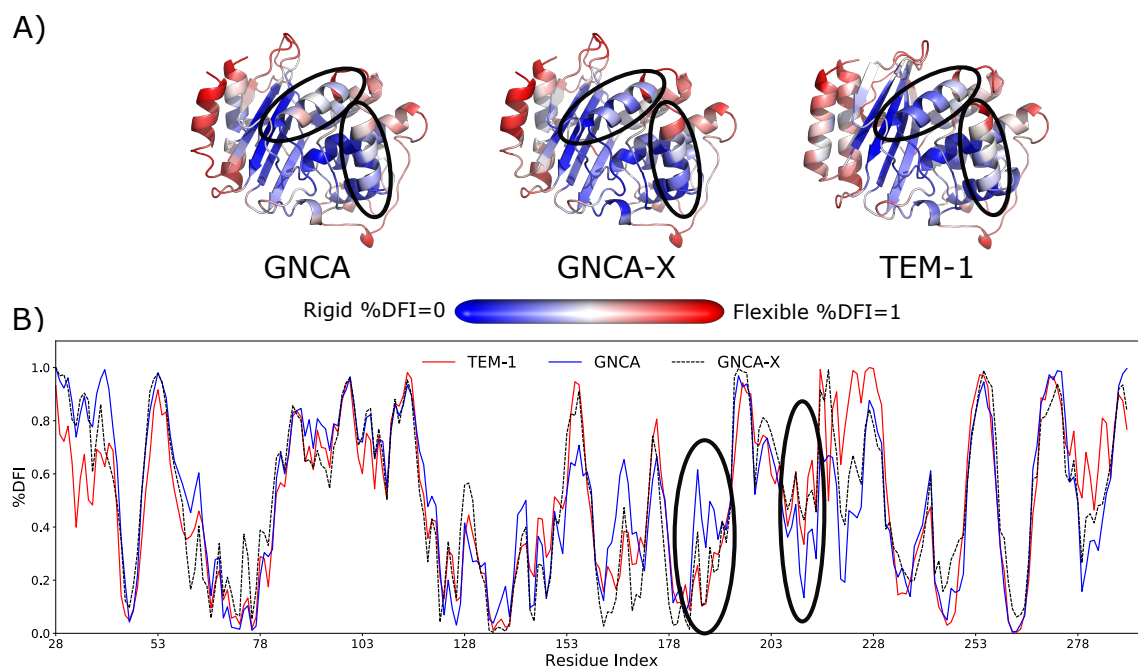 A)
GNCA GNCA-X TEM-1
Rigid %DFI=0 Flexible %DFI=1
B)
TEM-1 GNCA GNCA-X
%DFI
1.0
0.8
0.6
0.4
0.2
0.0
28 53 78 103 128 153 178 203 228 253 278
Residue Index